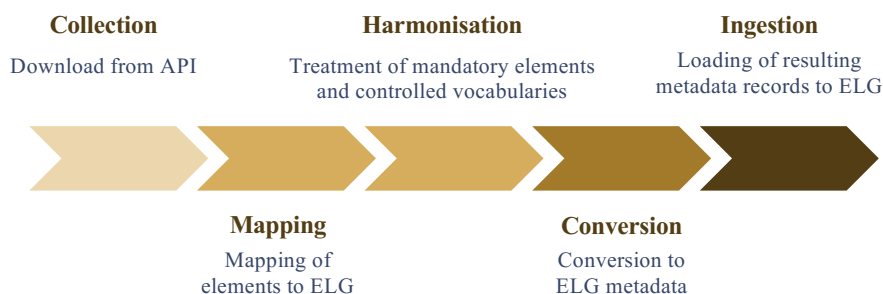 Collection
Download from API
Harmonisation
Treatment of mandatory elements
and controlled vocabularies
Ingestion
Loading of resulting
metadata records to ELG
Mapping
Mapping of
elements to ELG
Conversion
Conversion to
ELG metadata